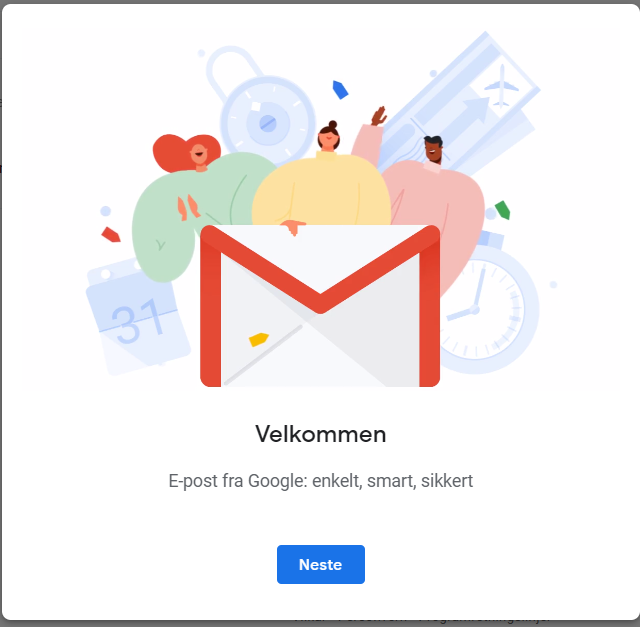 31
Velkommen
E-post fra Google: enkelt, smart, sikkert
Neste